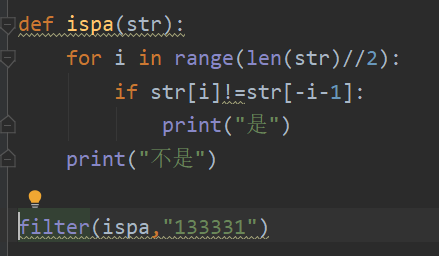 def ispa(str):
    for i in range(len(str)//2):
        if str[i]!=str[-i-1]:
            print("是")
    print("不是")
filter(ispa,"133331")